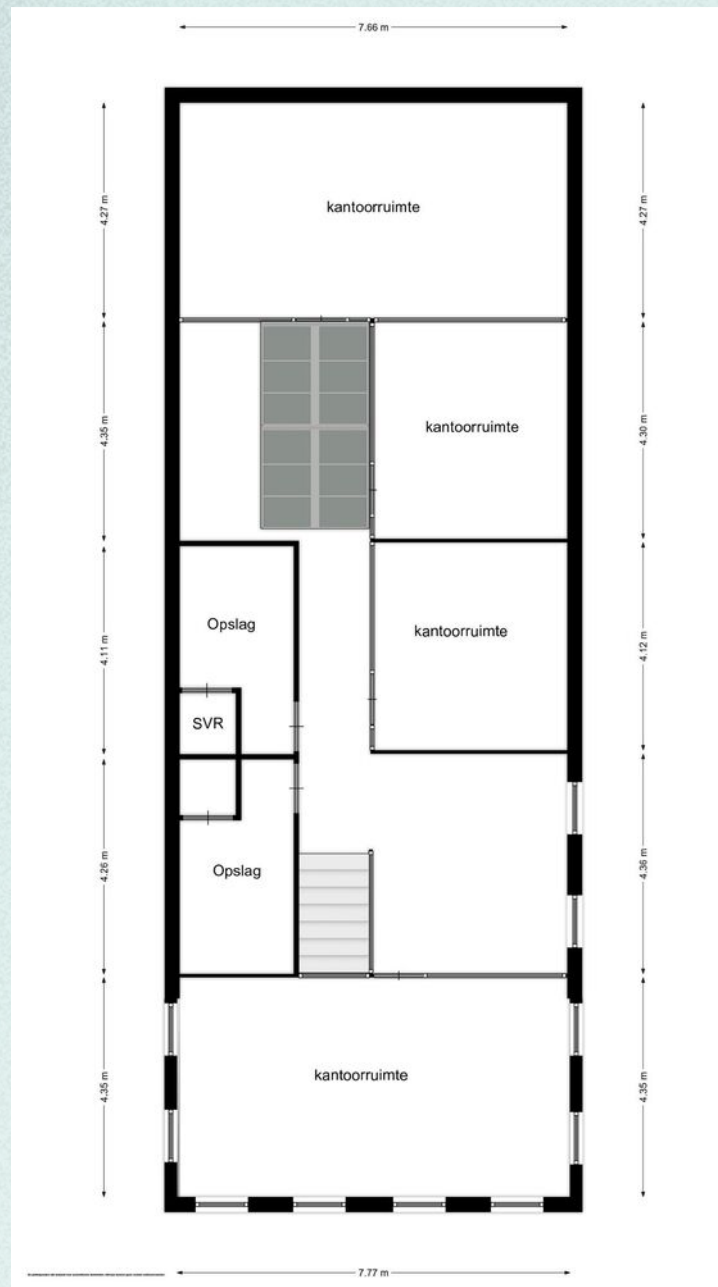 7.66 m
kantoorruimte
4.27 m
4.27 m
kantoorruimte
4.35 m
4.30 m
Opslag
kantoorruimte
4.11 m
4.12 m
SVR
Opslag
4.26 m
4.36 m
kantoorruimte
4.35 m
4.35 m
7.77 m